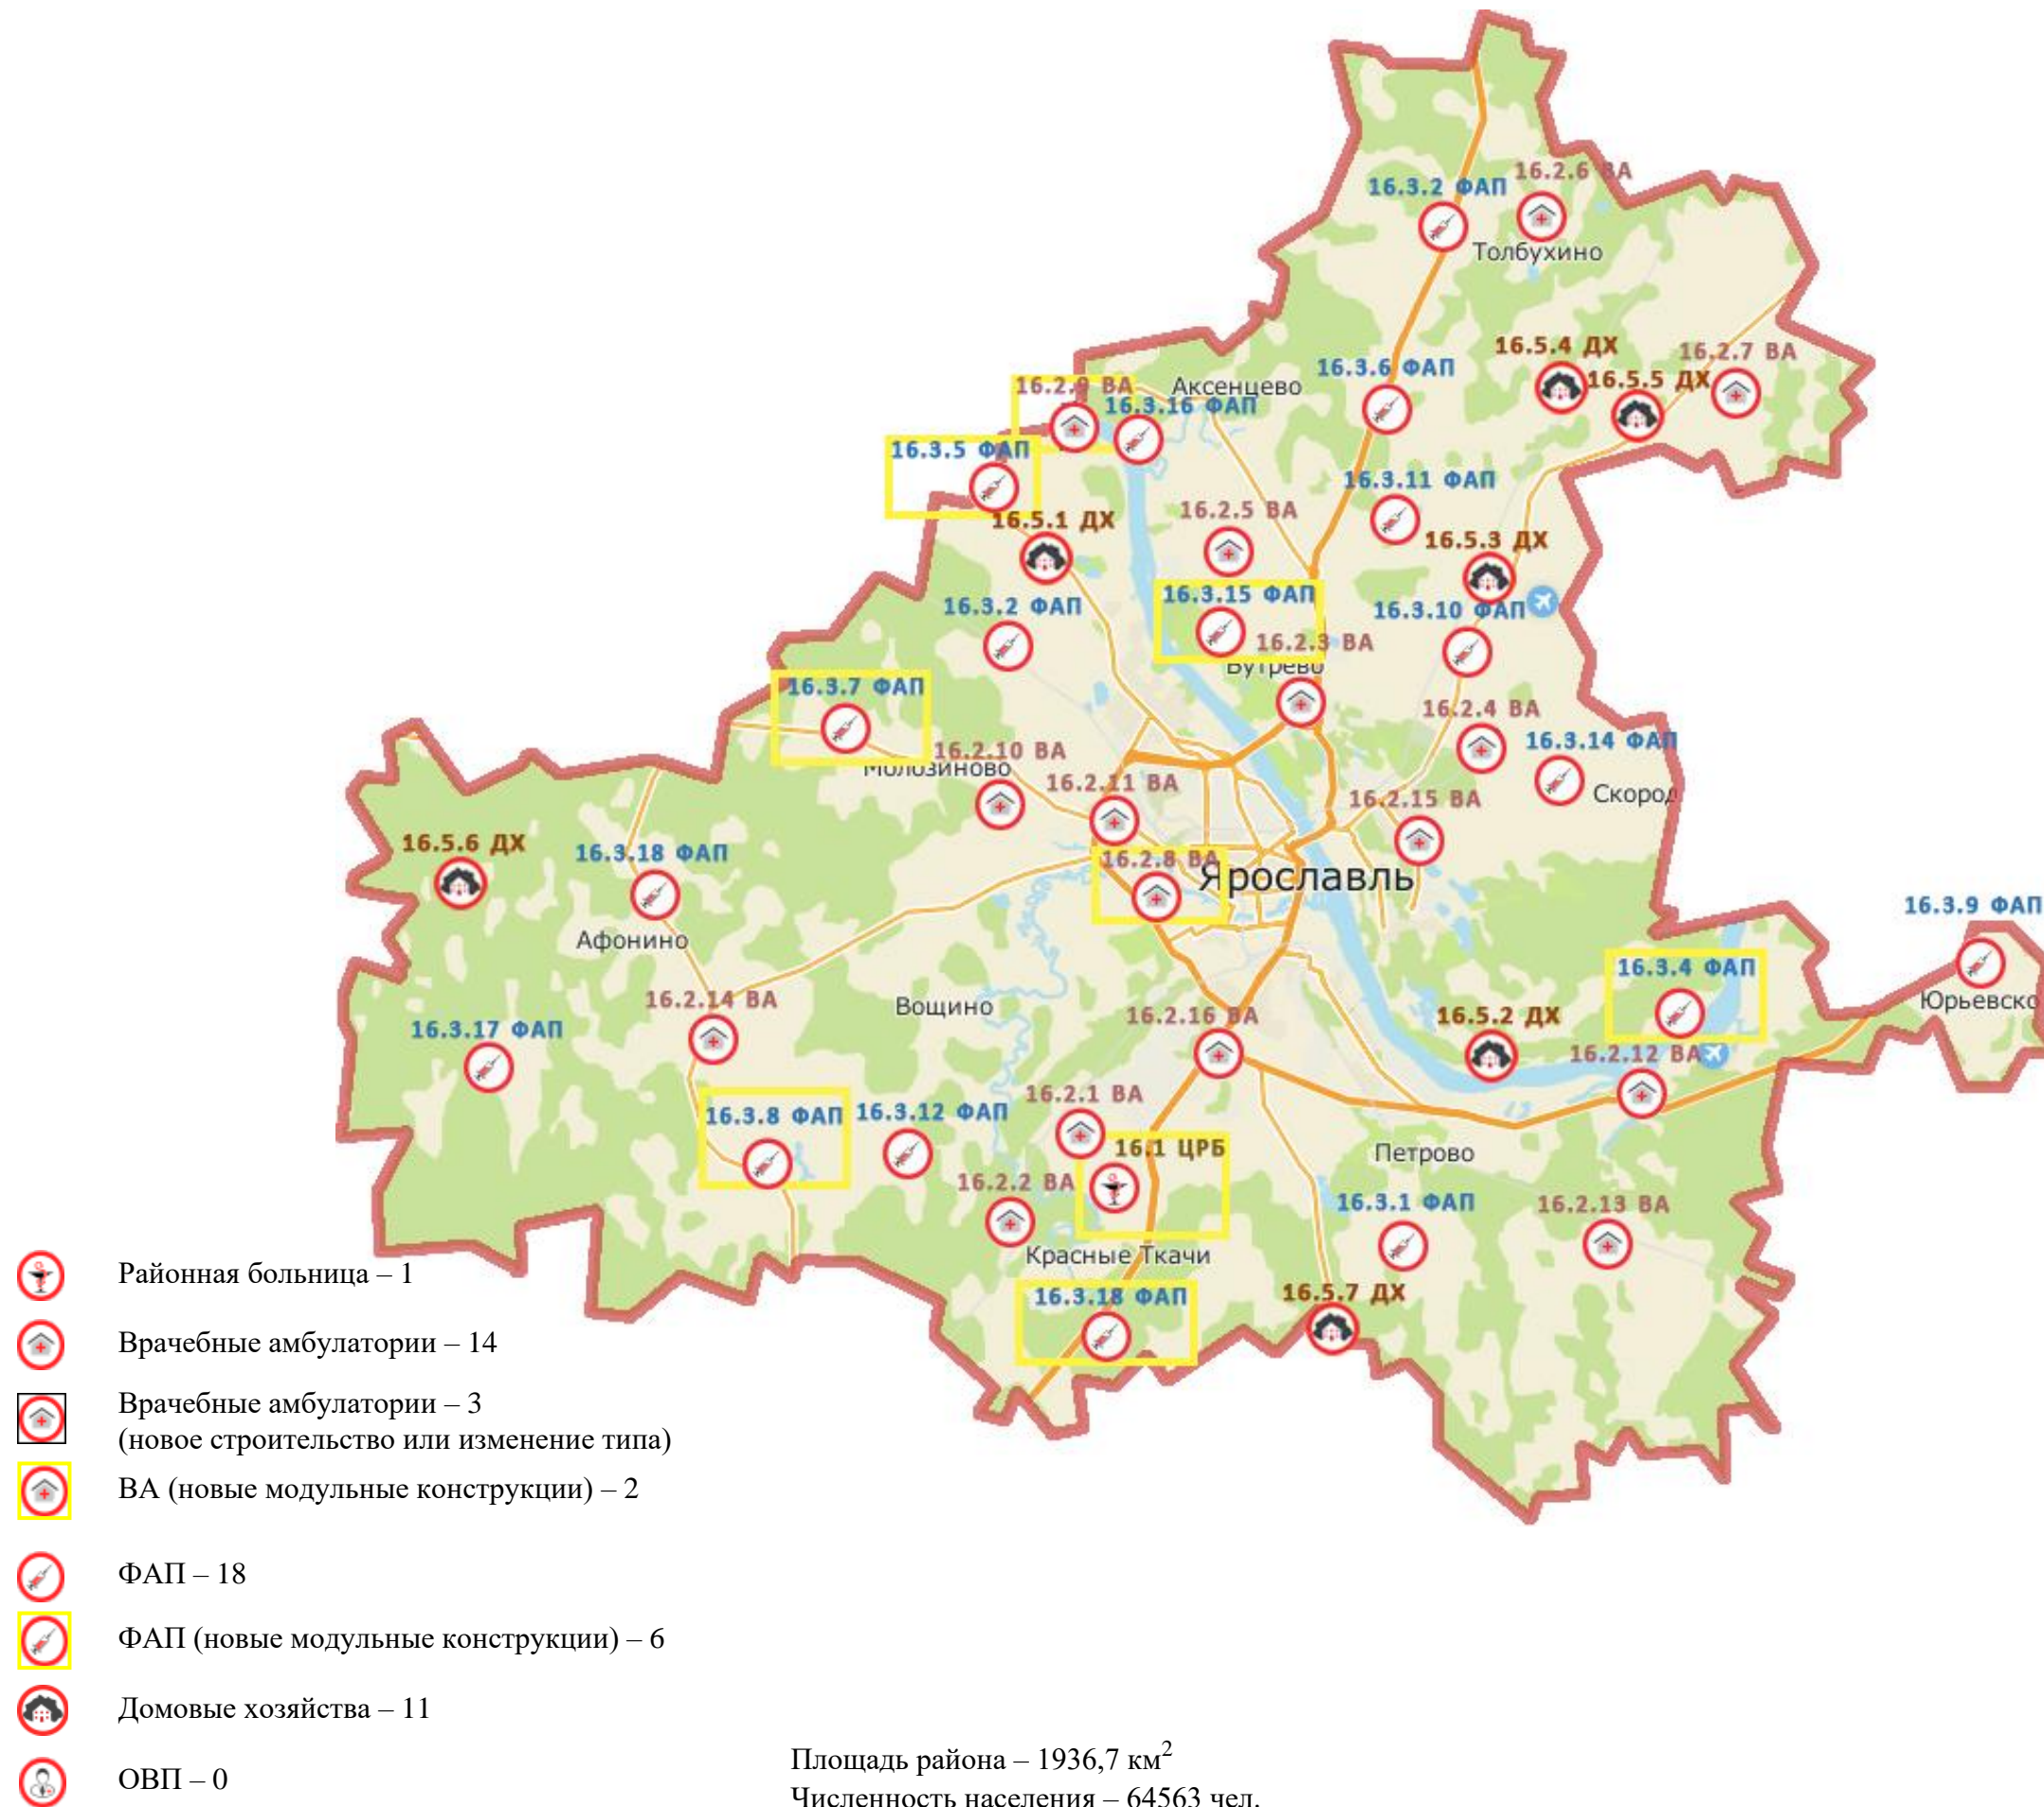 16.2.6 ВА
16.3.2 ФАП
Толбухино
16.5.4 ДХ
16.2.7 ВА
16.3.6 ФАП
16.5.5 ДХ
16.2.9 ВА
Аксенцево
16.3.16 ФАП
16.3.5 ФАП
16.3.11 ФАП
16.2.5 ВА
16.5.1 ДХ
16.5.3 ДХ
16.3.15 ФАП
16.3.2 ФАП
16.3.10 ФАП
16.2.3 ВА
Бутрево
16.3.7 ФАП
16.2.4 ВА
16.3.14 ФАП
16.2.10 ВА
Молозиново
16.2.11 ВА
Скород
16.2.15 ВА
16.5.6 ДХ
16.3.18 ФАП
16.2.8 ВА
Ярославль
16.3.9 ФАП
Афонино
16.3.4 ФАП
16.2.14 ВА
Вощино
Юрьевско
16.2.16 ВА
16.5.2 ДХ
16.3.17 ФАП
16.2.12 ВА
16.2.1 ВА
16.3.8 ФАП
16.3.12 ФАП
16.1 ЦРБ
Петрово
16.2.2 ВА
16.3.1 ФАП
16.2.13 ВА
Красные Ткачи
16.3.18 ФАП
16.5.7 ДХ
Районная больница – 1
Врачебные амбулатории – 14
Врачебные амбулатории – 3
(новое строительство или изменение типа)
ВА (новые модульные конструкции) – 2
ФАП – 18
ФАП (новые модульные конструкции) – 6
Домовые хозяйства – 11
ОВП – 0
Площадь района – 1936,7 км²
Численность населения – 64563 чел.